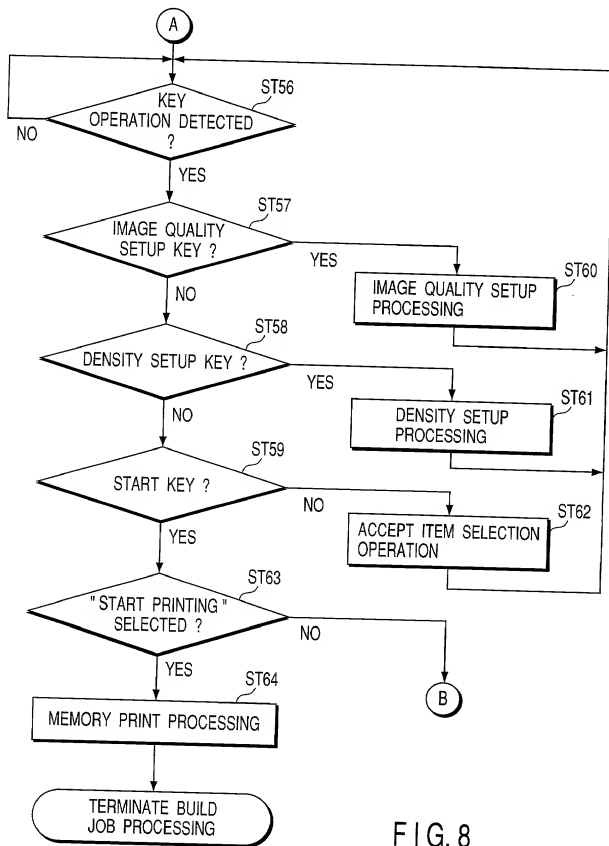 A
ST56
KEY
OPERATION DETECTED
?
NO
YES
ST57
IMAGE QUALITY
SETUP KEY ?
YES
ST60
IMAGE QUALITY SETUP
PROCESSING
NO
ST58
DENSITY SETUP KEY ?
YES
ST61
DENSITY SETUP
PROCESSING
NO
ST59
START KEY ?
NO
ST62
ACCEPT ITEM SELECTION
OPERATION
YES
ST63
"START PRINTING"
SELECTED ?
NO
YES
B
ST64
MEMORY PRINT PROCESSING
TERMINATE BUILD
JOB PROCESSING
FIG. 8